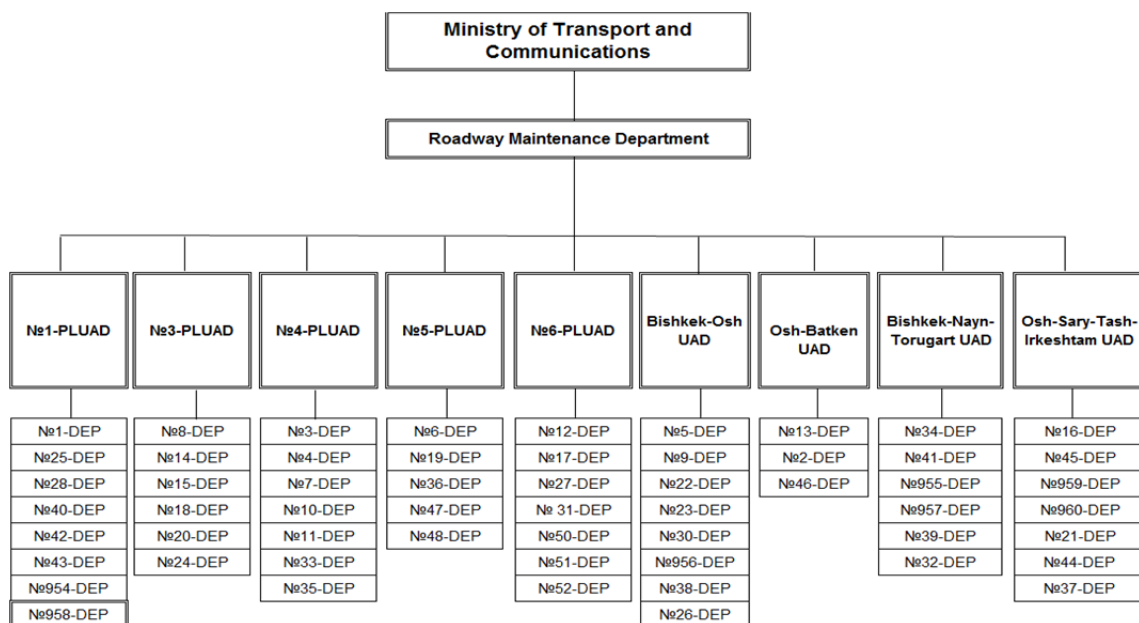 Ministry of Transport and
Communications
Roadway Maintenance Department
№1-PLUAD
№3-PLUAD
№4-PLUAD
№5-PLUAD
№6-PLUAD
Bishkek-Osh
UAD
Osh-Batken
UAD
Bishkek-Nayn-
Torugart UAD
Osh-Sary-Tash-
Irkeshtam UAD
№1-DEP
№25-DEP
№28-DEP
№40-DEP
№42-DEP
№43-DEP
№954-DEP
№958-DEP
№8-DEP
№14-DEP
№15-DEP
№18-DEP
№20-DEP
№24-DEP
№3-DEP
№4-DEP
№7-DEP
№10-DEP
№11-DEP
№33-DEP
№35-DEP
№6-DEP
№19-DEP
№36-DEP
№47-DEP
№48-DEP
№12-DEP
№17-DEP
№27-DEP
№ 31-DEP
№50-DEP
№51-DEP
№52-DEP
№5-DEP
№9-DEP
№22-DEP
№23-DEP
№30-DEP
№956-DEP
№38-DEP
№26-DEP
№13-DEP
№2-DEP
№46-DEP
№34-DEP
№41-DEP
№955-DEP
№957-DEP
№39-DEP
№32-DEP
№16-DEP
№45-DEP
№959-DEP
№960-DEP
№21-DEP
№44-DEP
№37-DEP